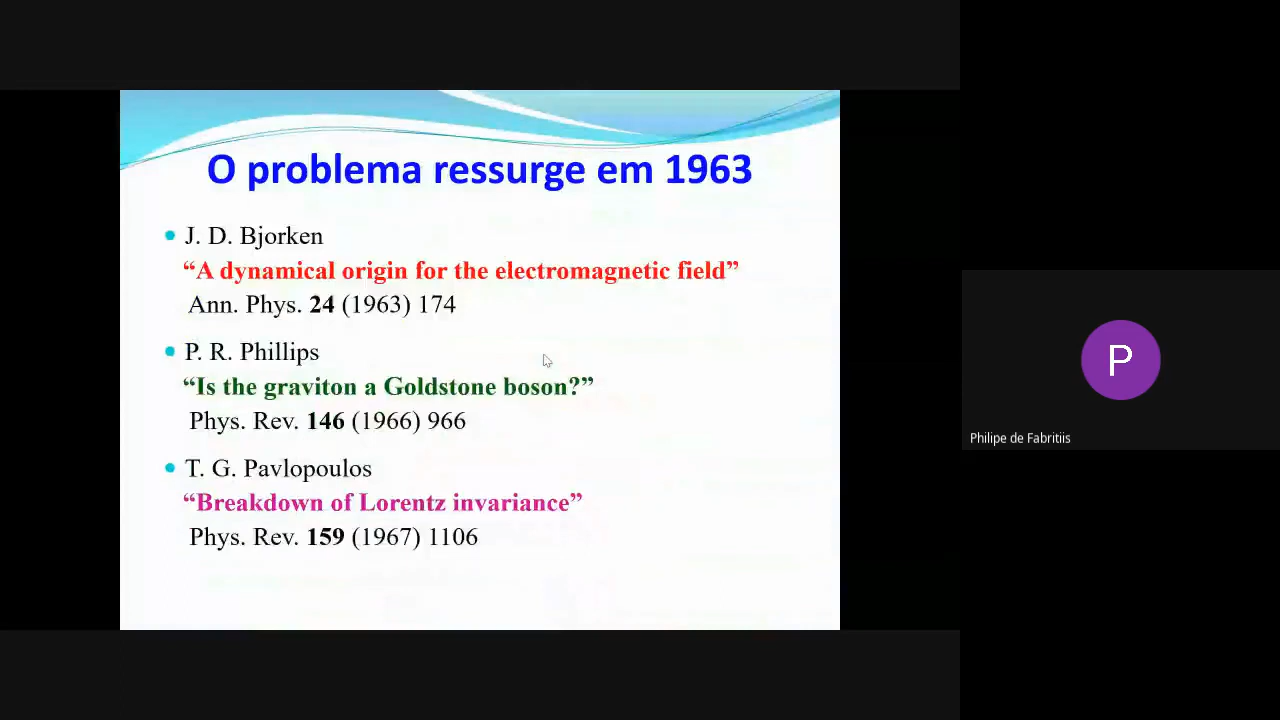 O problema ressurge em 1963
J. D. Bjorken
“A dynamical origin for the electromagnetic field”
Ann. Phys. 24 (1963) 174
P. R. Phillips
“Is the graviton a Goldstone boson?”
Phys. Rev. 146 (1966) 966
T. G. Pavlopoulos
“Breakdown of Lorentz invariance”
Phys. Rev. 159 (1967) 1106
P
Philipe de Fabritiis